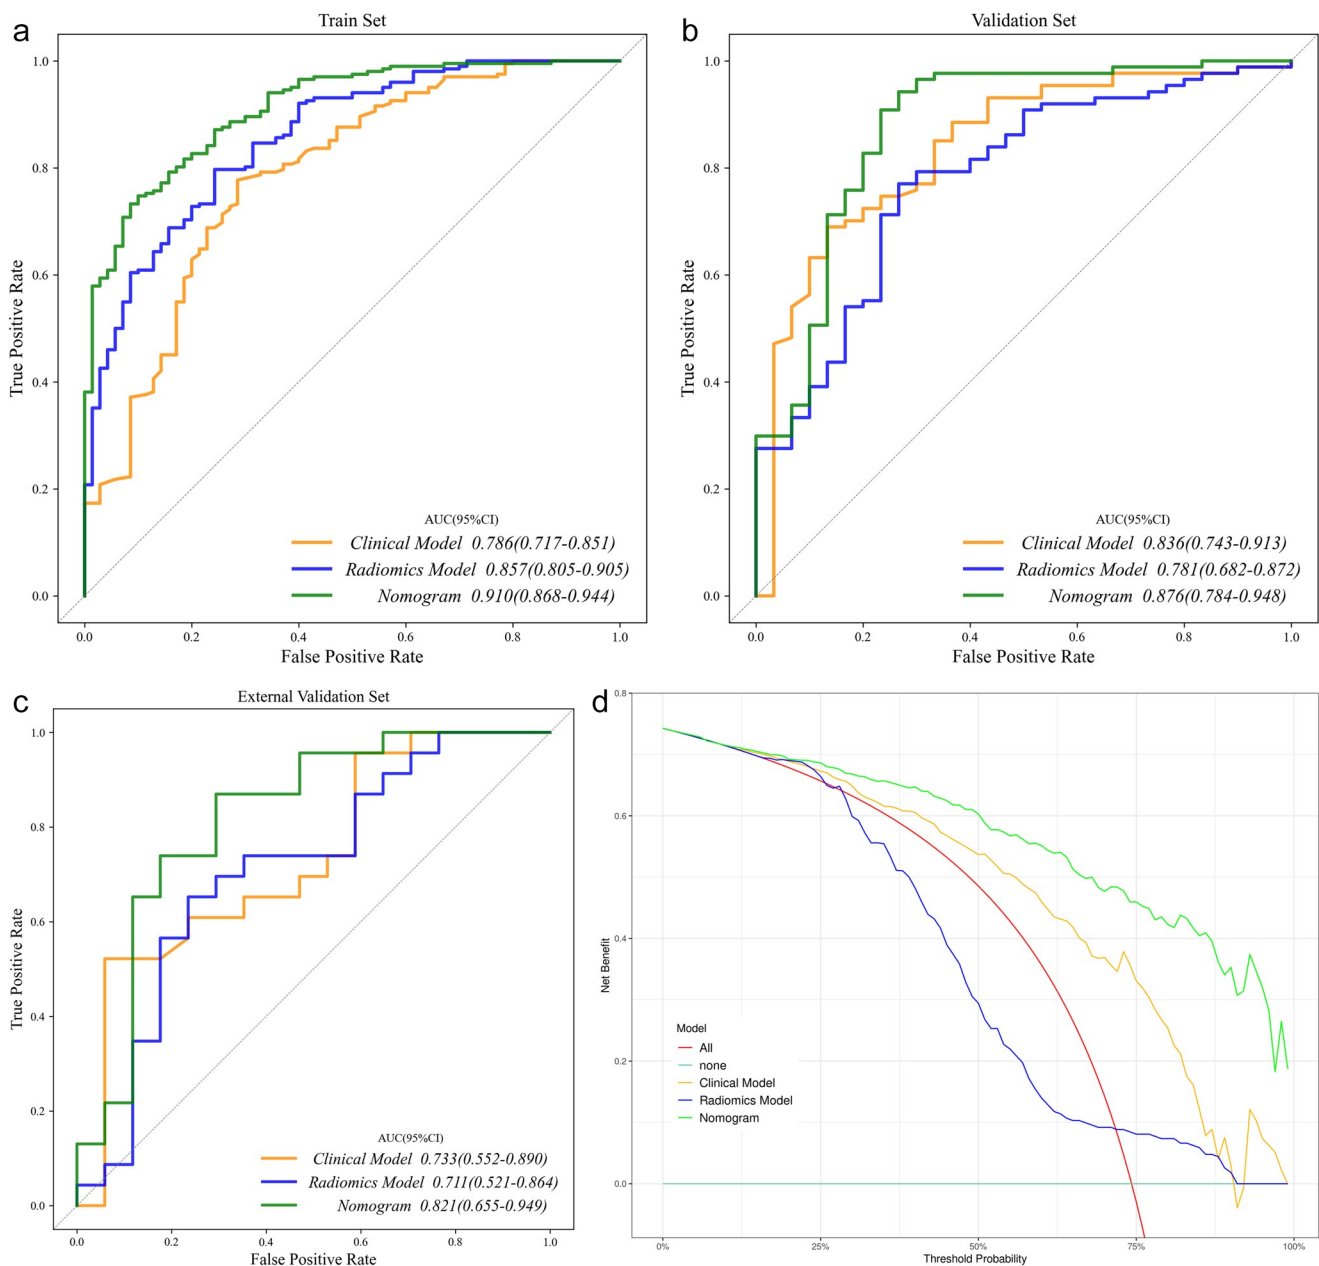 a
Train Set
1.0
0.8
0.6
0.4
0.2
0.0
True Positive Rate
AUC(95%CI)
Clinical Model 0.786(0.717-0.851)
Radiomics Model 0.857(0.805-0.905)
Nomogram 0.910(0.868-0.944)
0.0 0.2 0.4 0.6 0.8 1.0
False Positive Rate
b
Validation Set
1.0
0.8
0.6
0.4
0.2
0.0
True Positive Rate
AUC(95%CI)
Clinical Model 0.836(0.743-0.913)
Radiomics Model 0.781(0.682-0.872)
Nomogram 0.876(0.784-0.948)
0.0 0.2 0.4 0.6 0.8 1.0
False Positive Rate
c
External Validation Set
1.0
0.8
0.6
0.4
0.2
0.0
True Positive Rate
AUC(95%CI)
Clinical Model 0.733(0.552-0.890)
Radiomics Model 0.711(0.521-0.864)
Nomogram 0.821(0.655-0.949)
0.0 0.2 0.4 0.6 0.8 1.0
False Positive Rate
d
0.8
0.6
0.4
0.2
0.0
Net Benefit
Model
All
none
Clinical Model
Radiomics Model
Nomogram
0% 25% 50% 75% 100%
Threshold Probability